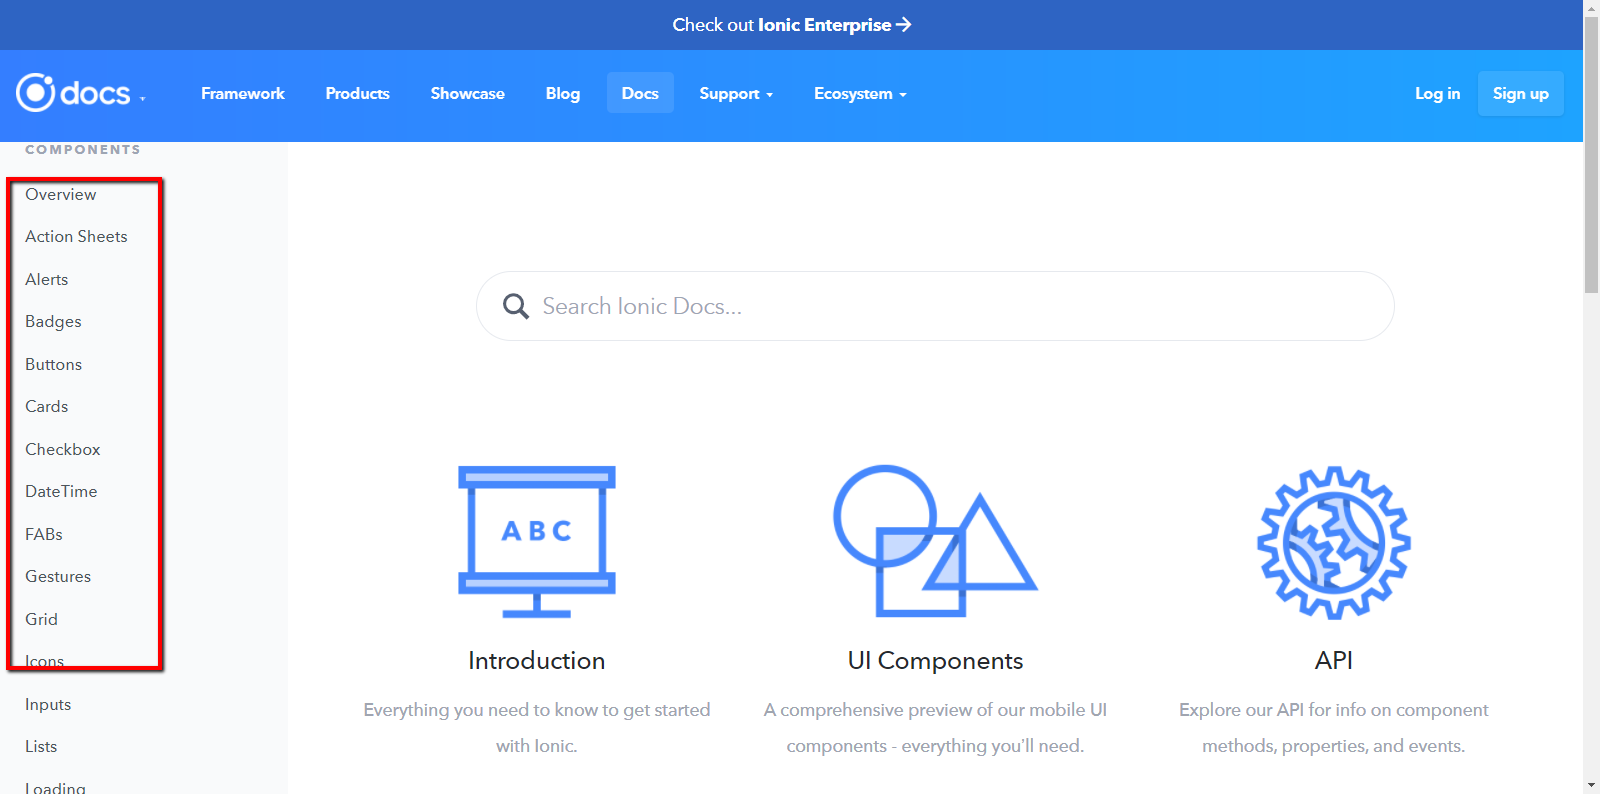 Check out Ionic Enterprise →
docs
Framework
Products
Showcase
Blog
Docs
Support
Ecosystem
Log in
Sign up
COMPONENTS
Overview
Action Sheets
Alerts
Badges
Buttons
Cards
Checkbox
DateTime
FABs
Gestures
Grid
Icons
Inputs
Lists
Loading
Search Ionic Docs...
ABC
Introduction
Everything you need to know to get started
with Ionic.
UI Components
A comprehensive preview of our mobile UI
components - everything you'll need.
API
Explore our API for info on component
methods, properties, and events.